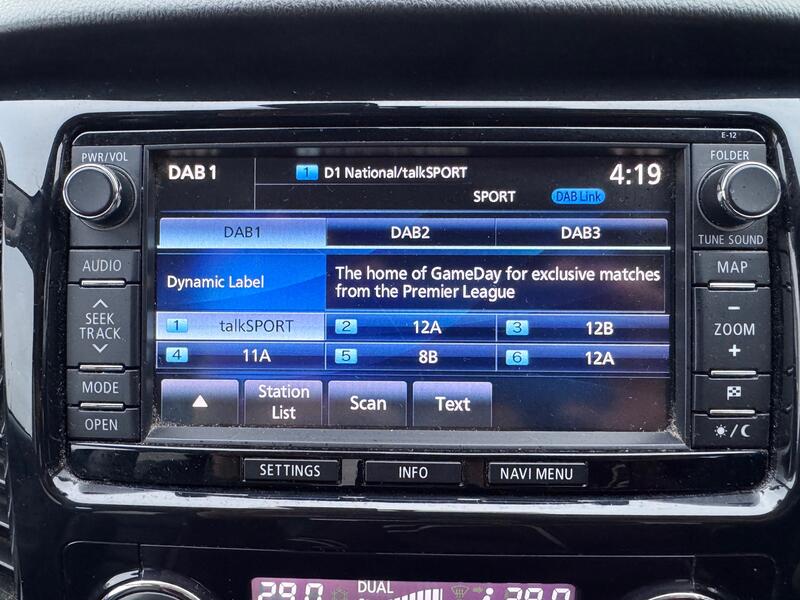 E-12
PWR/VOL
FOLDER
DAB 1
1 D1 National/talkSPORT
4:19
SPORT
DAB Link
TUNE SOUND
DAB1
DAB2
DAB3
AUDIO
MAP
Dynamic Label
The home of GameDay for exclusive matches
from the Premier League
SEEK
TRACK
ZOOM
1 talkSPORT
2 12A
3 12B
4 11A
5 8B
6 12A
MODE
OPEN
Station
List
Scan
Text
SETTINGS
INFO
NAVI MENU
DUAL